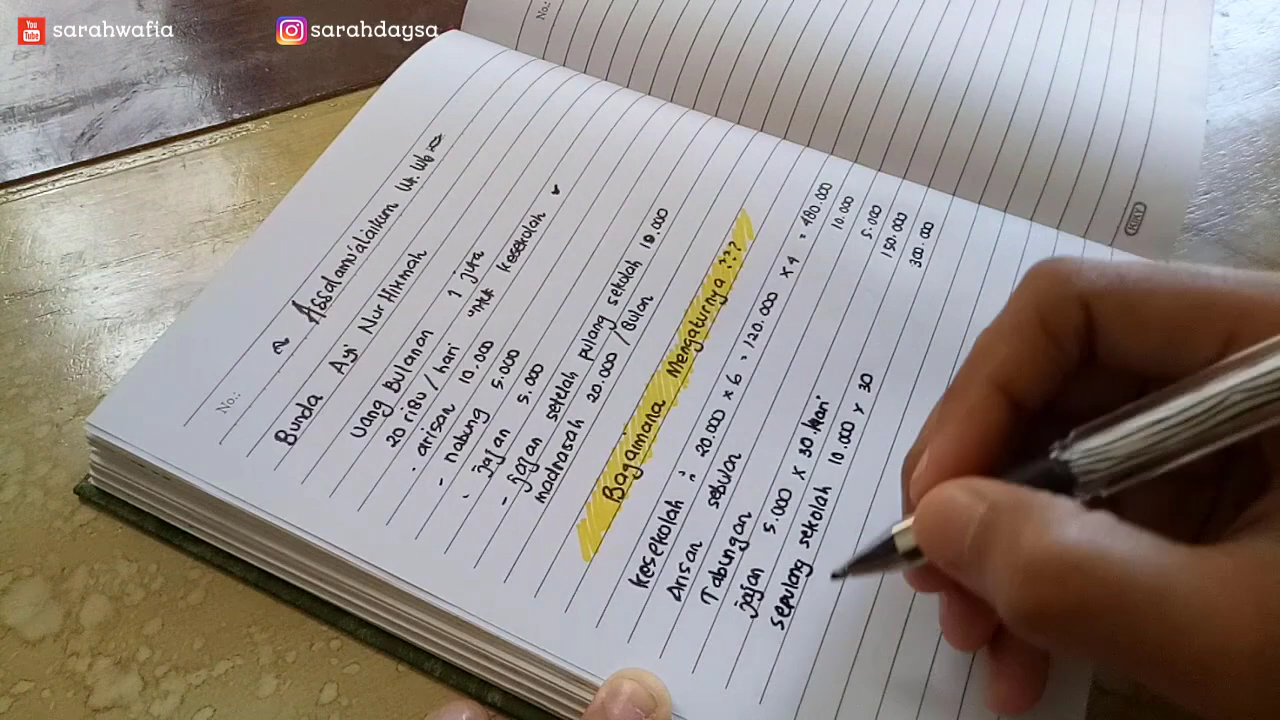 sarahwafia
sarahdaysa
No.:
No.:
Assalamu'alaikum Wr. Wb
Bunda Ayi Nur Hikmah
Uang Bulanan 1 juta
20 ribu / hari untuk kesekolah
- arisan 10.000
- nabung 5.000
- jajan 5.000
- jajan setelah pulang sekolah 10.000
madrasah 20.000 / Bulan
Bagaimana Mengaturnya ???
kesekolah : 20.000 x 6 = 120.000 x 4 = 480.000
Arisan sebulan 10.000
Tabungan 5.000
jajan 5.000 x 30 hari 150.000
sepulang sekolah 10.000 x 30 300.000